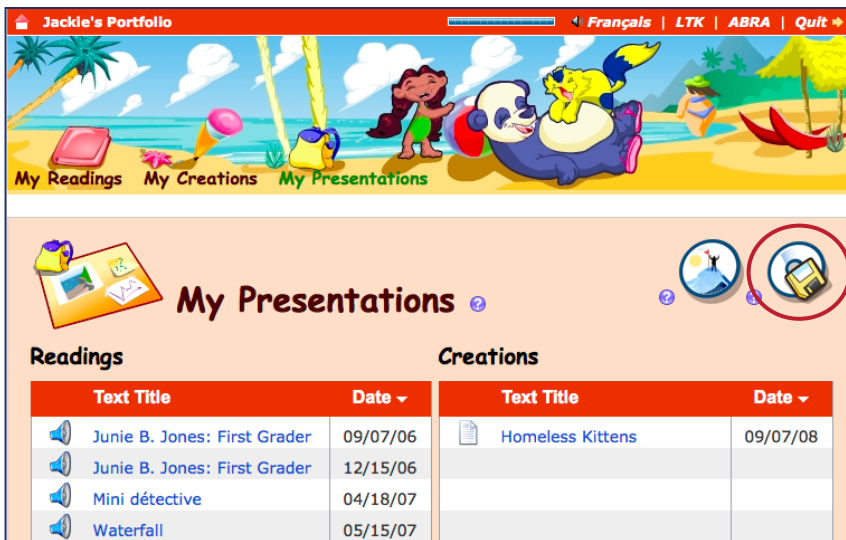 Jackie's Portfolio
Français | LTK | ABRA | Quit
My Readings My Creations My Presentations
My Presentations ?
? ?
Readings
Text Title Date
Junie B. Jones: First Grader 09/07/06
Junie B. Jones: First Grader 12/15/06
Mini détective 04/18/07
Waterfall 05/15/07
Creations
Text Title Date
Homeless Kittens 09/07/08